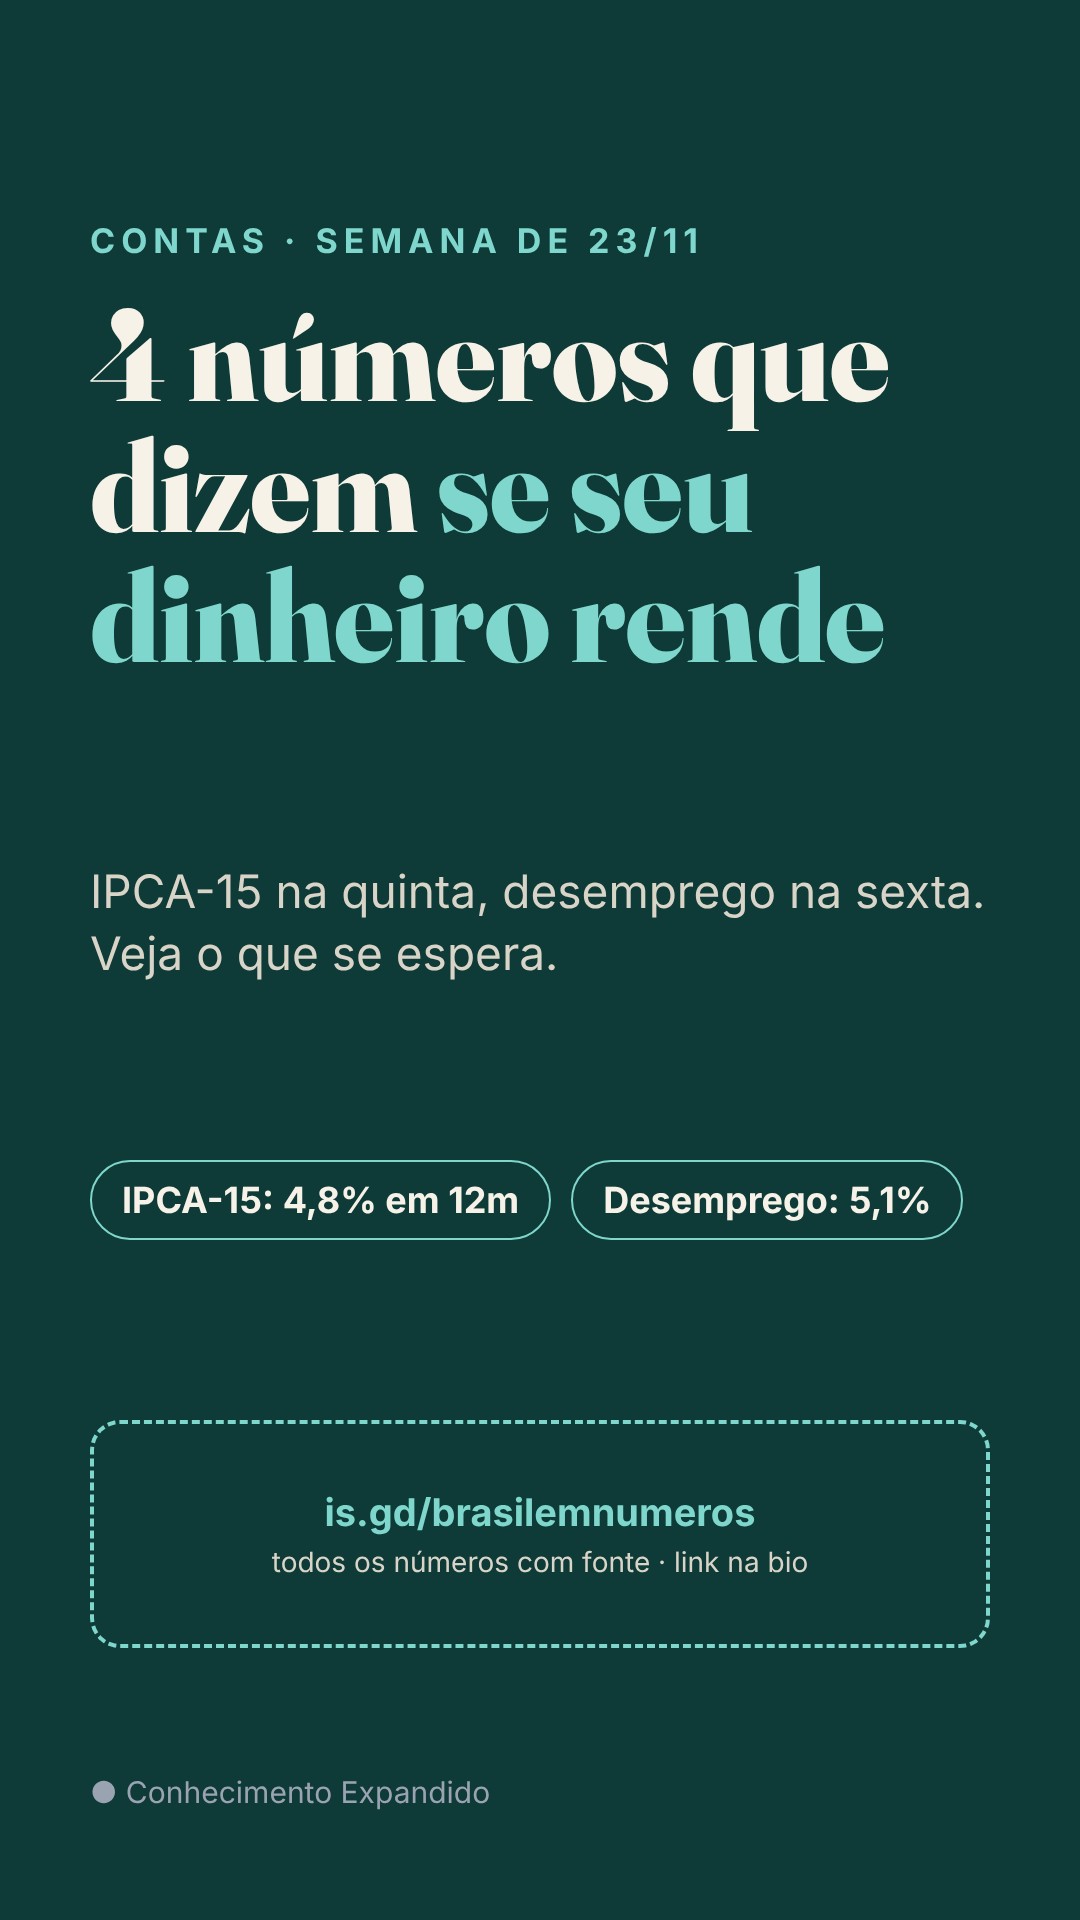 CONTAS · SEMANA DE 23/11
4 números que
dizem se seu
dinheiro rende
IPCA-15 na quinta, desemprego na sexta.
Veja o que se espera.
IPCA-15: 4,8% em 12m
Desemprego: 5,1%
is.gd/brasilemnumeros
todos os números com fonte · link na bio
Conhecimento Expandido